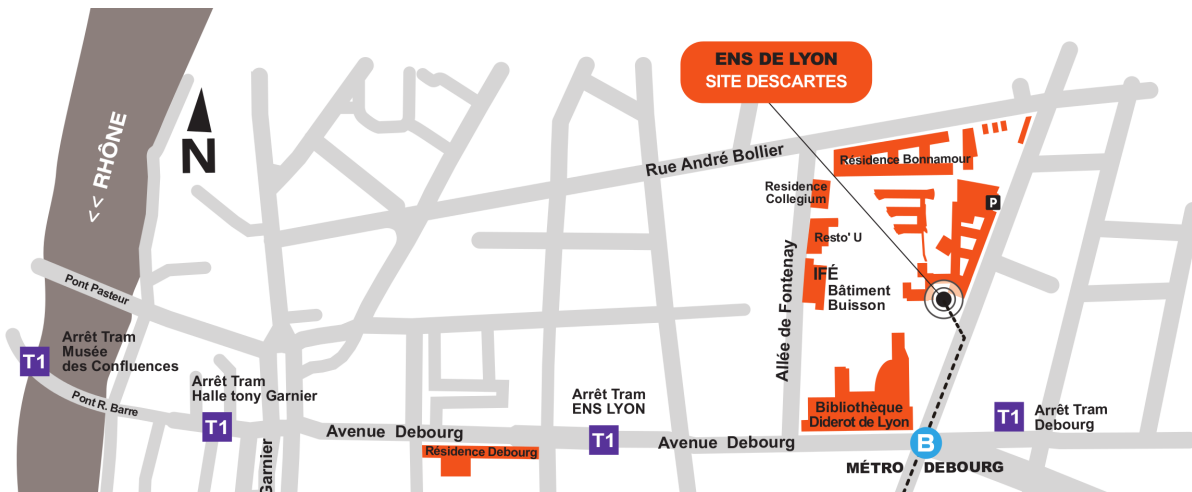 ENS DE LYON
SITE DESCARTES
<< RHÔNE
N
Rue André Bollier
Résidence Bonnamour
Residence
Collegium
P
Resto' U
IFÉ
Bâtiment
Buisson
Allée de Fontenay
Pont Pasteur
Arrêt Tram
Musée
des Confluences
T1
Pont R. Barre
Arrêt Tram
Halle tony Garnier
T1
Garnier
Avenue Debourg
Résidence Debourg
Arrêt Tram
ENS LYON
T1
Avenue Debourg
Bibliothèque
Diderot de Lyon
B
MÉTRO DEBOURG
T1
Arrêt Tram
Debourg